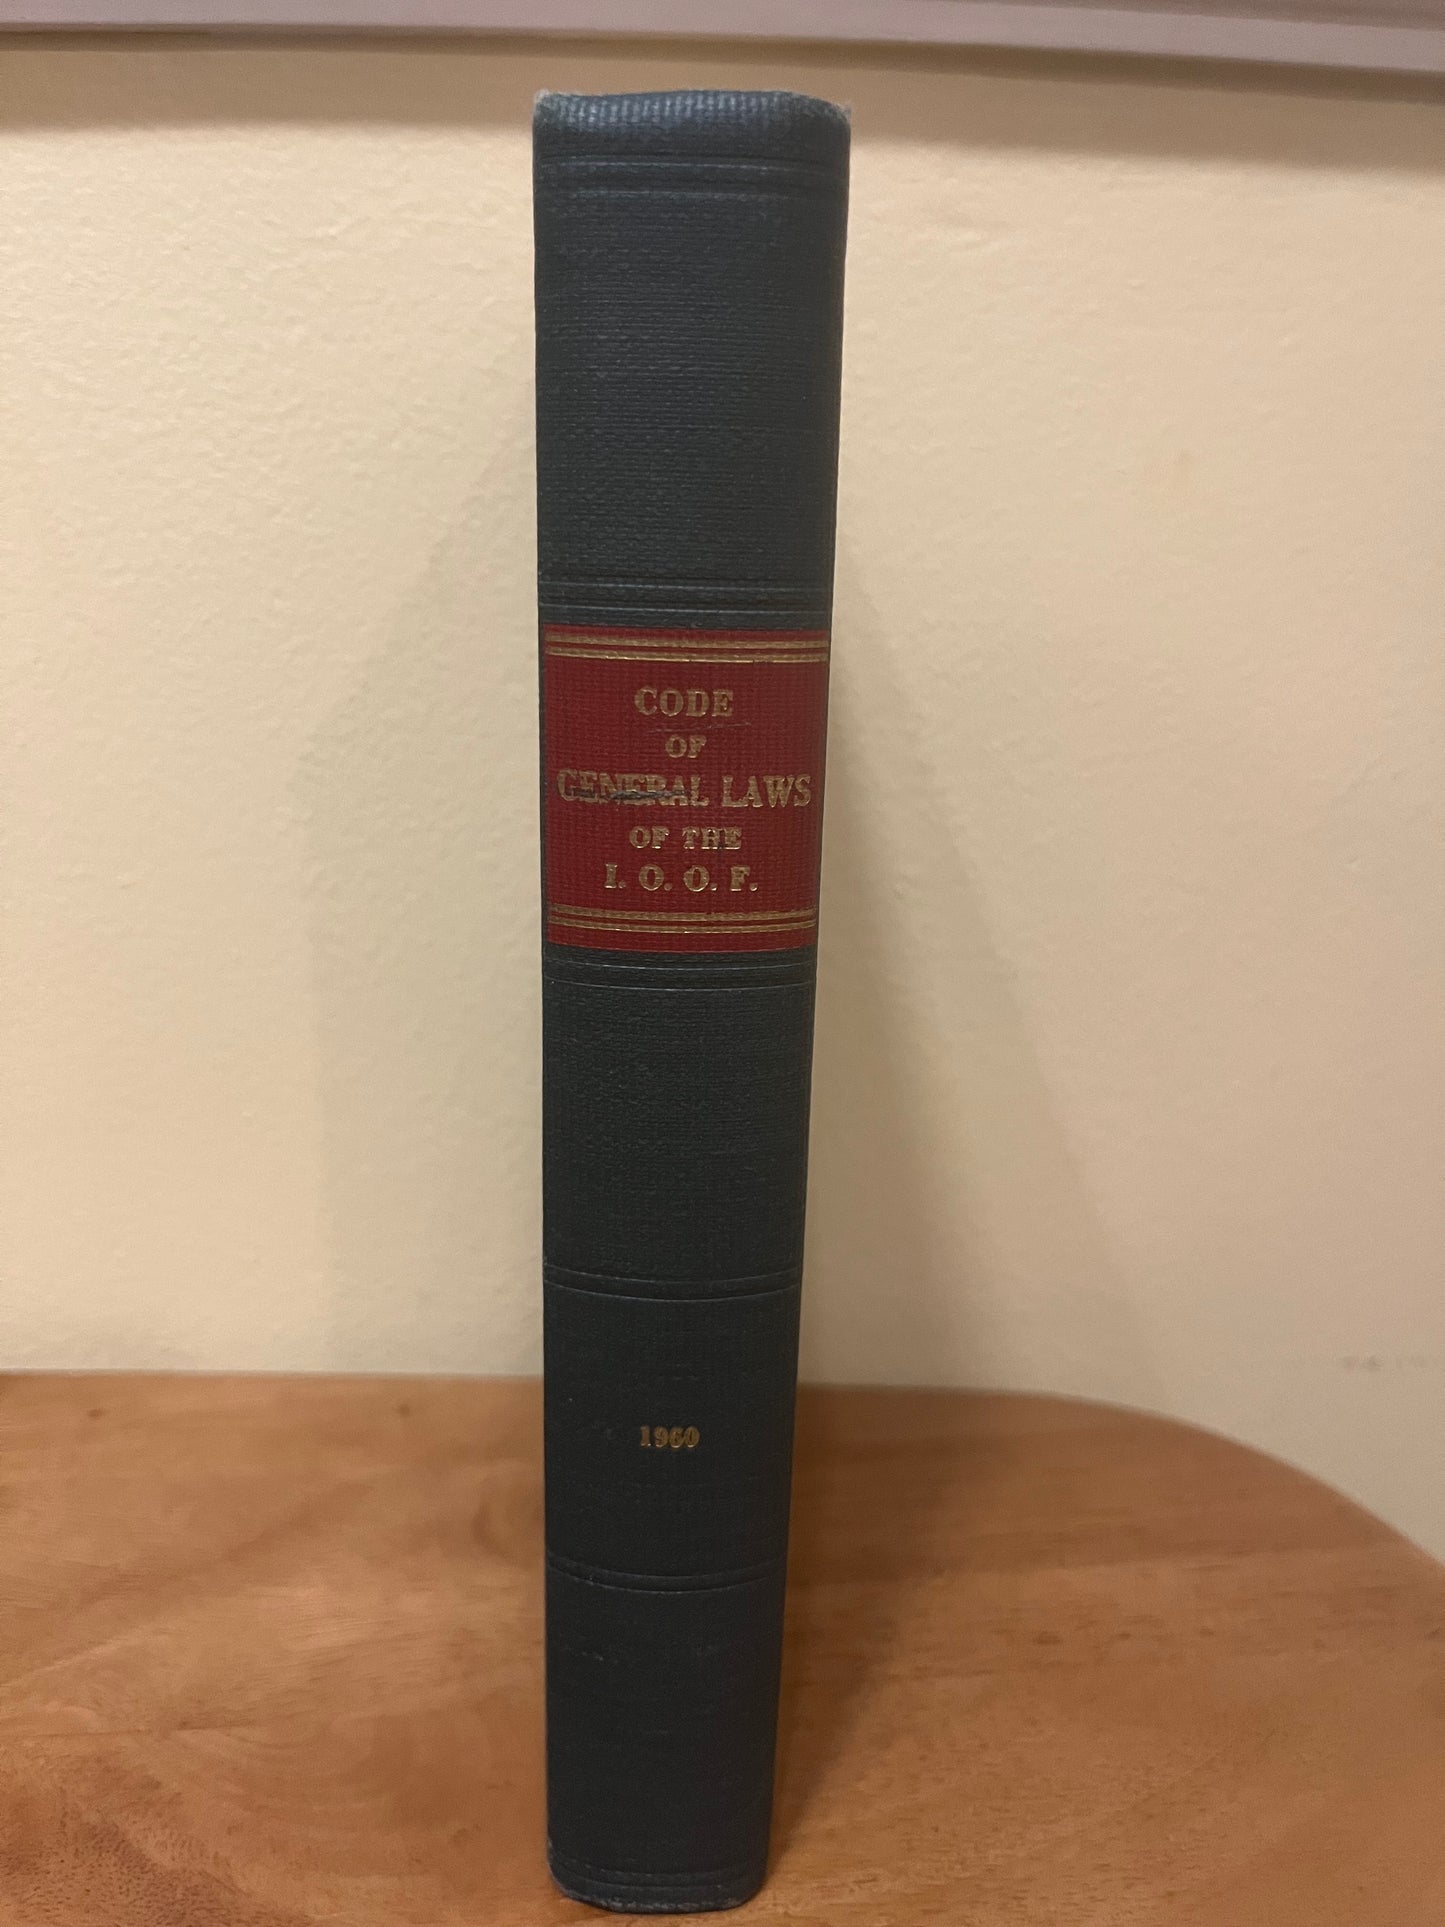 CODE
OF
GENERAL LAWS
OF THE
I. O. O. F.
1960